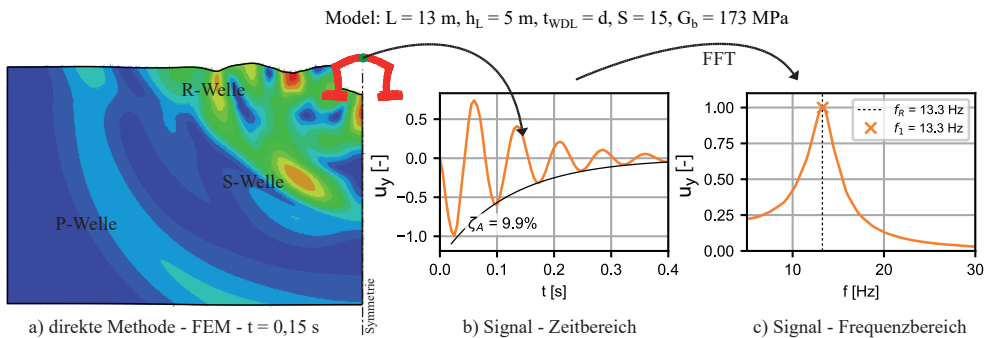 Model: L = 13 m, h_L = 5 m, t_WDL = d, S = 15, G_b = 173 MPa
R-Welle
S-Welle
P-Welle
Symmetrie
a) direkte Methode - FEM - t = 0,15 s
u_y [-]
0.5
0.0
−0.5
−1.0
ζ_A = 9.9%
0.0 0.1 0.2 0.3 0.4
t [s]
b) Signal - Zeitbereich
FFT
u_y [-]
1.00
0.75
0.50
0.25
0.00
f_R = 13.3 Hz
f_1 = 13.3 Hz
10 20 30
f [Hz]
c) Signal - Frequenzbereich